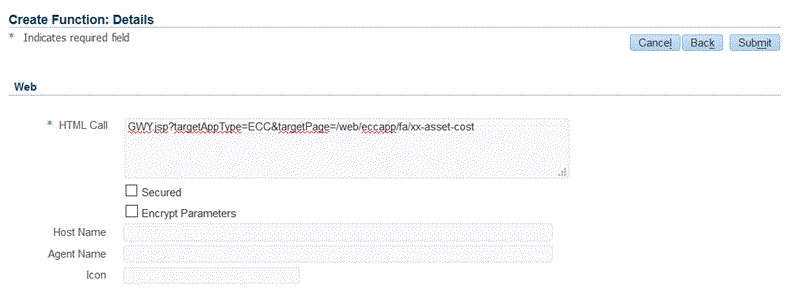 Create Function: Details
* Indicates required field
Cancel Back Submit
Web
* HTML Call GWY.jsp?targetAppType=ECC&targetPage=/web/eccapp/fa/xx-asset-cost
Secured
Encrypt Parameters
Host Name
Agent Name
Icon